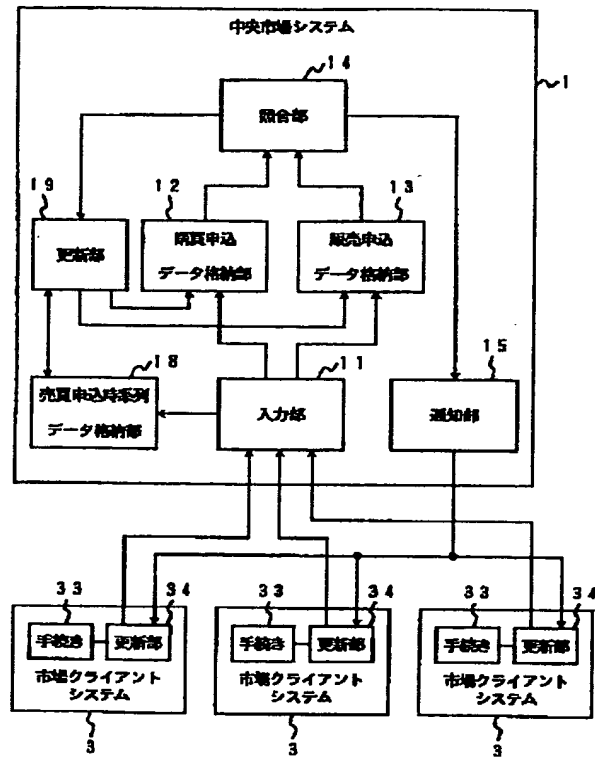 中央市場システム
14
1
照合部
19
12
13
更新部
購買申込
データ格納部
販売申込
データ格納部
18
11
15
売買申込時系列
データ格納部
入力部
通知部
33
34
33
34
33
34
手続き
更新部
手続き
更新部
手続き
更新部
市場クライアント
システム
市場クライアント
システム
市場クライアント
システム
3
3
3